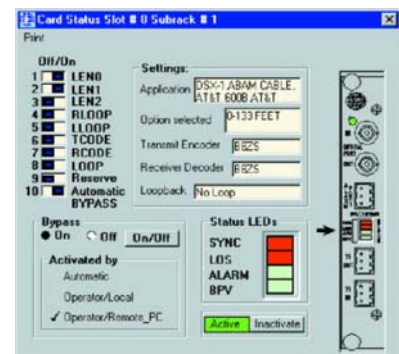 Card Status Slot # 8 Subrack # 1
Print
Off/On
1 LEN0
2 LEN1
3 LEN2
4 RLOOP
5 LLOOP
6 TCODE
7 RCODE
8 LOOP
9 Reserve
10 Automatic
BYPASS
Settings:
Application DSX-1 ABAM CABLE,
AT&T 600B AT&T
Option selected 0-133 FEET
Transmit Encoder B8ZS
Receiver Decoder B8ZS
Loopback No Loop
Bypass
On Off On/Off
Activated by
Automatic
Operator/Local
✓ Operator/Remote_PC
Status LEDs
SYNC
LOS
ALARM
BPV
Active Inactivate